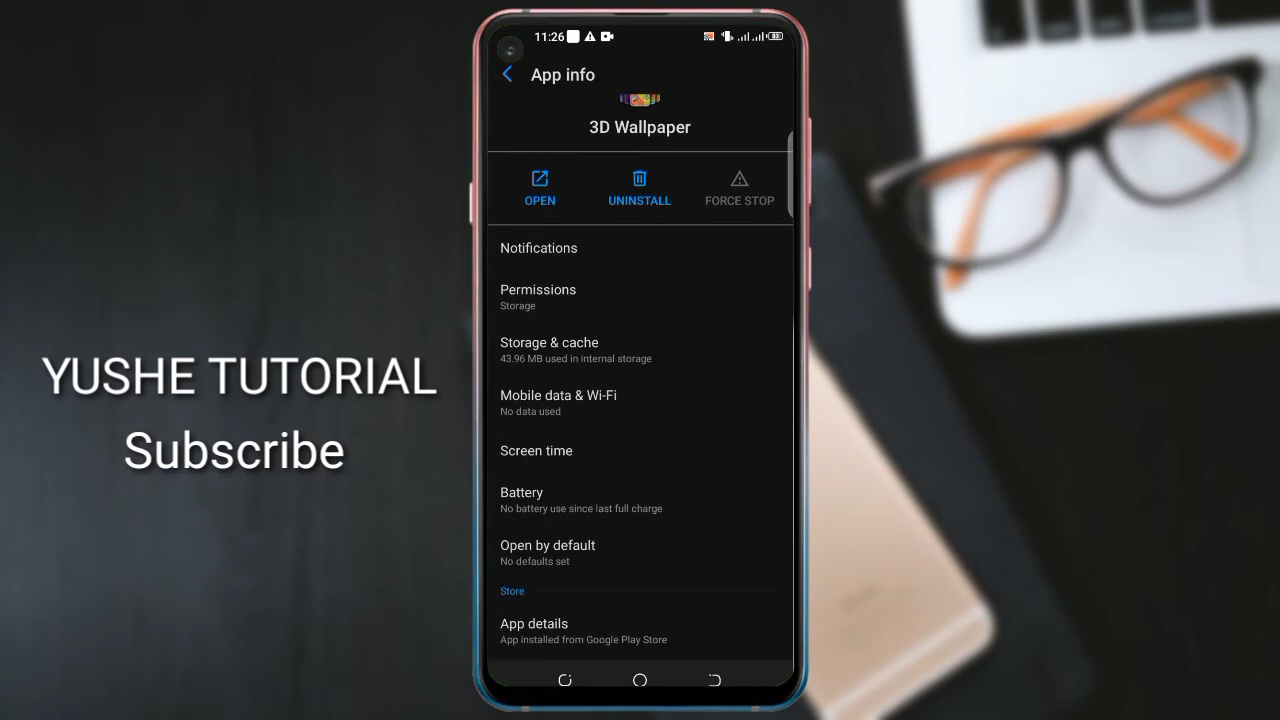 11:26
83
App info
3D Wallpaper
OPEN
UNINSTALL
FORCE STOP
Notifications
Permissions
Storage
Storage & cache
43.96 MB used in internal storage
Mobile data & Wi-Fi
No data used
Screen time
Battery
No battery use since last full charge
Open by default
No defaults set
Store
App details
App installed from Google Play Store
YUSHE TUTORIAL
Subscribe